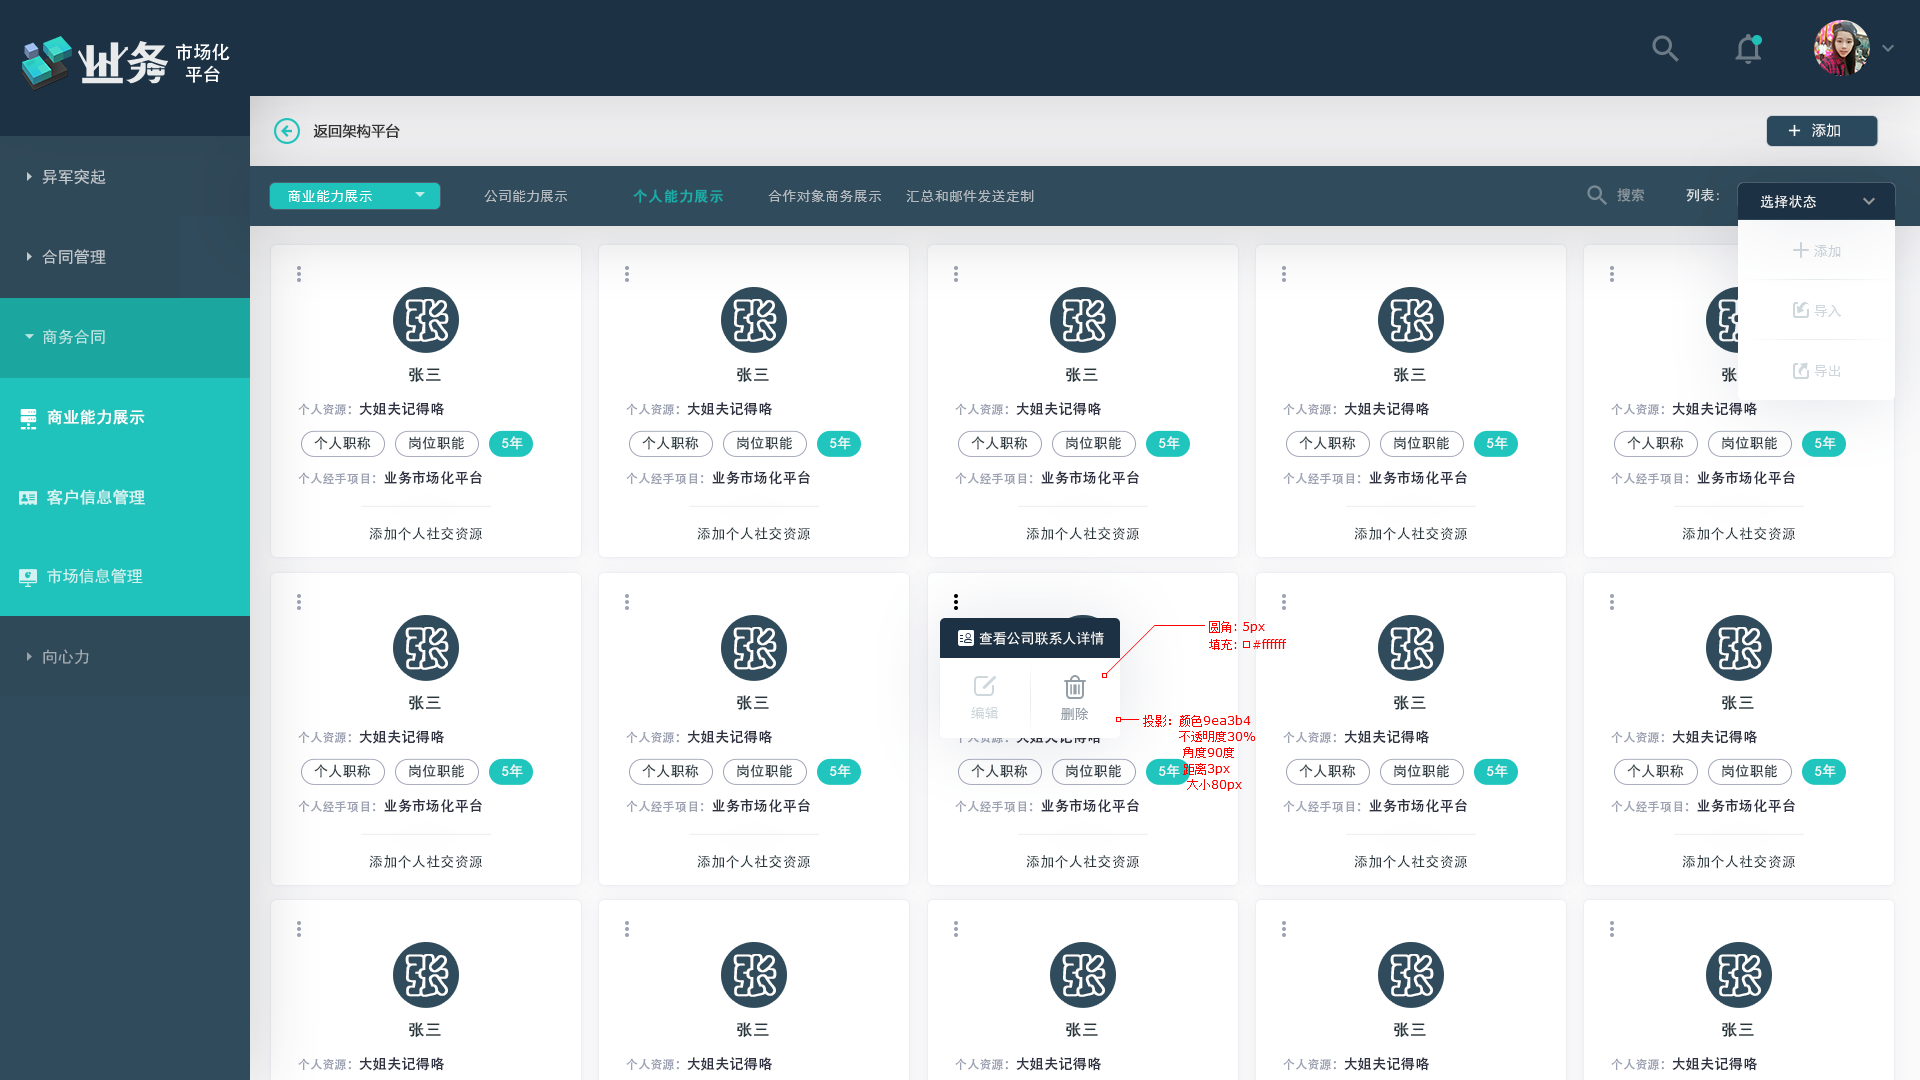 业务 市场化
平台
返回架构平台
添加
异军突起
合同管理
商务合同
商业能力展示
客户信息管理
市场信息管理
向心力
商业能力展示 公司能力展示 个人能力展示 合作对象商务展示 汇总和邮件发送定制 搜索 列表： 选择状态
添加
导入
导出
张 张 张 张 张
张三 张三 张三 张三 张
个人资源：大姐夫记得咯 个人资源：大姐夫记得咯 个人资源：大姐夫记得咯 个人资源：大姐夫记得咯 个人资源：大姐夫记得咯
个人职称 岗位职能 5年 个人职称 岗位职能 5年 个人职称 岗位职能 5年 个人职称 岗位职能 5年 个人职称 岗位职能 5年
个人经手项目：业务市场化平台 个人经手项目：业务市场化平台 个人经手项目：业务市场化平台 个人经手项目：业务市场化平台 个人经手项目：业务市场化平台
添加个人社交资源 添加个人社交资源 添加个人社交资源 添加个人社交资源 添加个人社交资源
张 张 张 张
张三 张三 张三 张三
个人资源：大姐夫记得咯 个人资源：大姐夫记得咯 个人资源：大姐夫记得咯 个人资源：大姐夫记得咯 个人资源：大姐夫记得咯
个人职称 岗位职能 5年 个人职称 岗位职能 5年 个人职称 岗位职能 5年 个人职称 岗位职能 5年 个人职称 岗位职能 5年
个人经手项目：业务市场化平台 个人经手项目：业务市场化平台 个人经手项目：业务市场化平台 个人经手项目：业务市场化平台 个人经手项目：业务市场化平台
添加个人社交资源 添加个人社交资源 添加个人社交资源 添加个人社交资源 添加个人社交资源
查看公司联系人详情
编辑 删除
圆角：5px
填充：#ffffff
投影：颜色9ea3b4
不透明度30%
角度90度
距离3px
大小80px
张 张 张 张 张
张三 张三 张三 张三 张三
个人资源：大姐夫记得咯 个人资源：大姐夫记得咯 个人资源：大姐夫记得咯 个人资源：大姐夫记得咯 个人资源：大姐夫记得咯